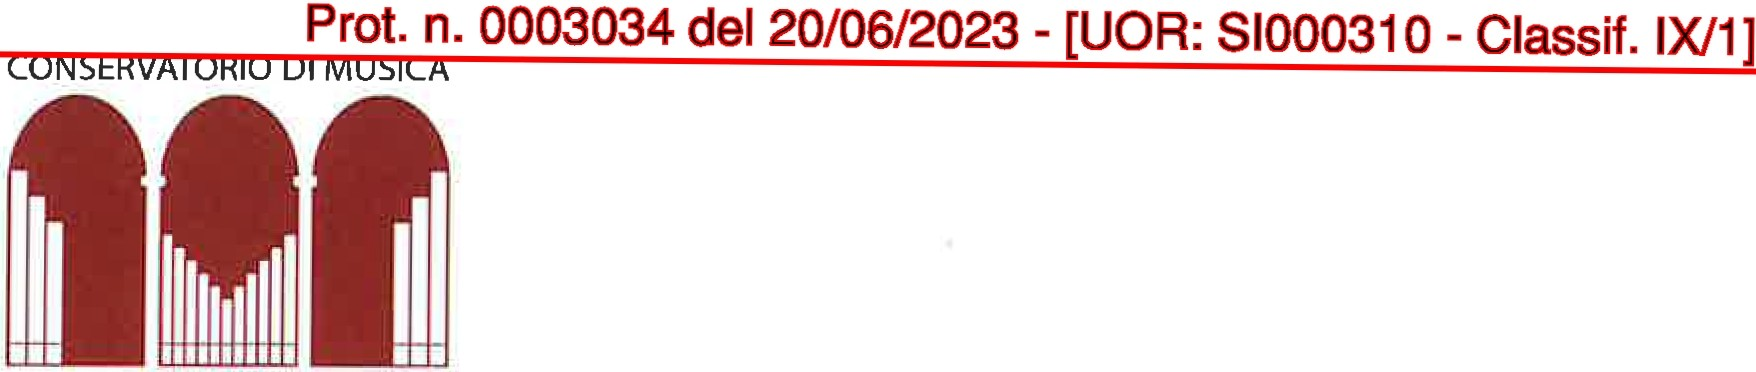 Prot. n. 0003034 del 20/06/2023 - [UOR: SI000310 - Classif. IX/1]
CONSERVATORIO DI MUSICA